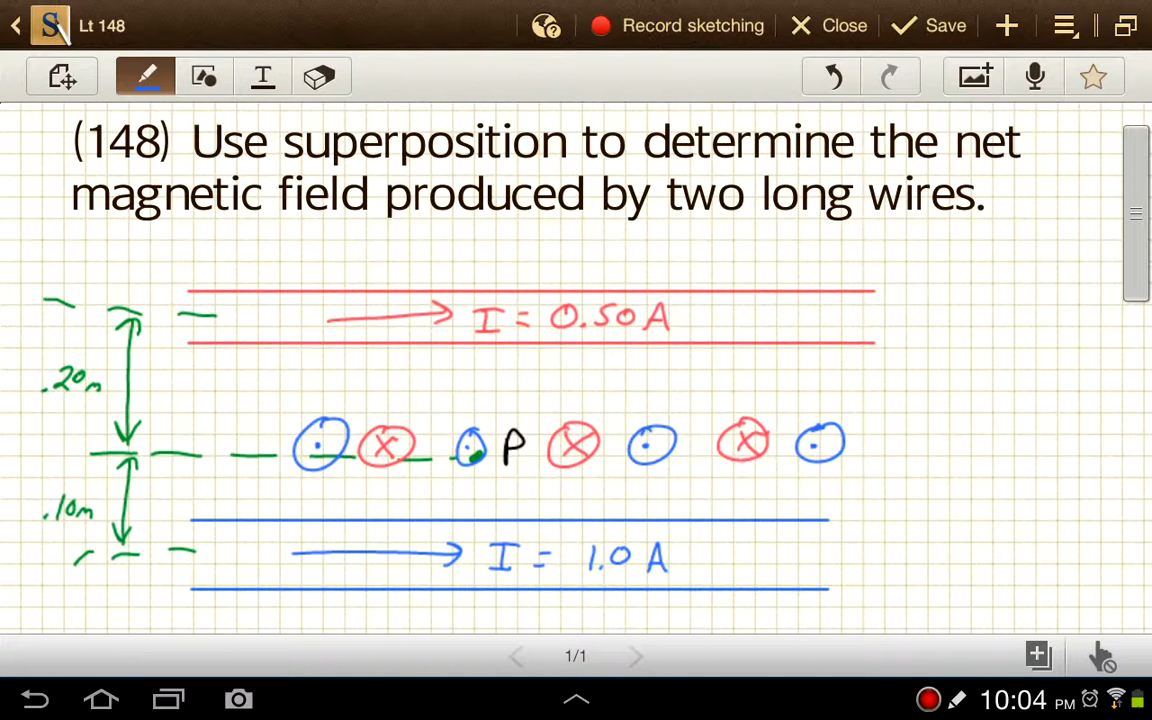 S Lt 148 Record sketching Close Save
T
(148) Use superposition to determine the net
magnetic field produced by two long wires.
I = 0.50 A
.20m
P
.10m
I = 1.0 A
1/1
10:04 PM